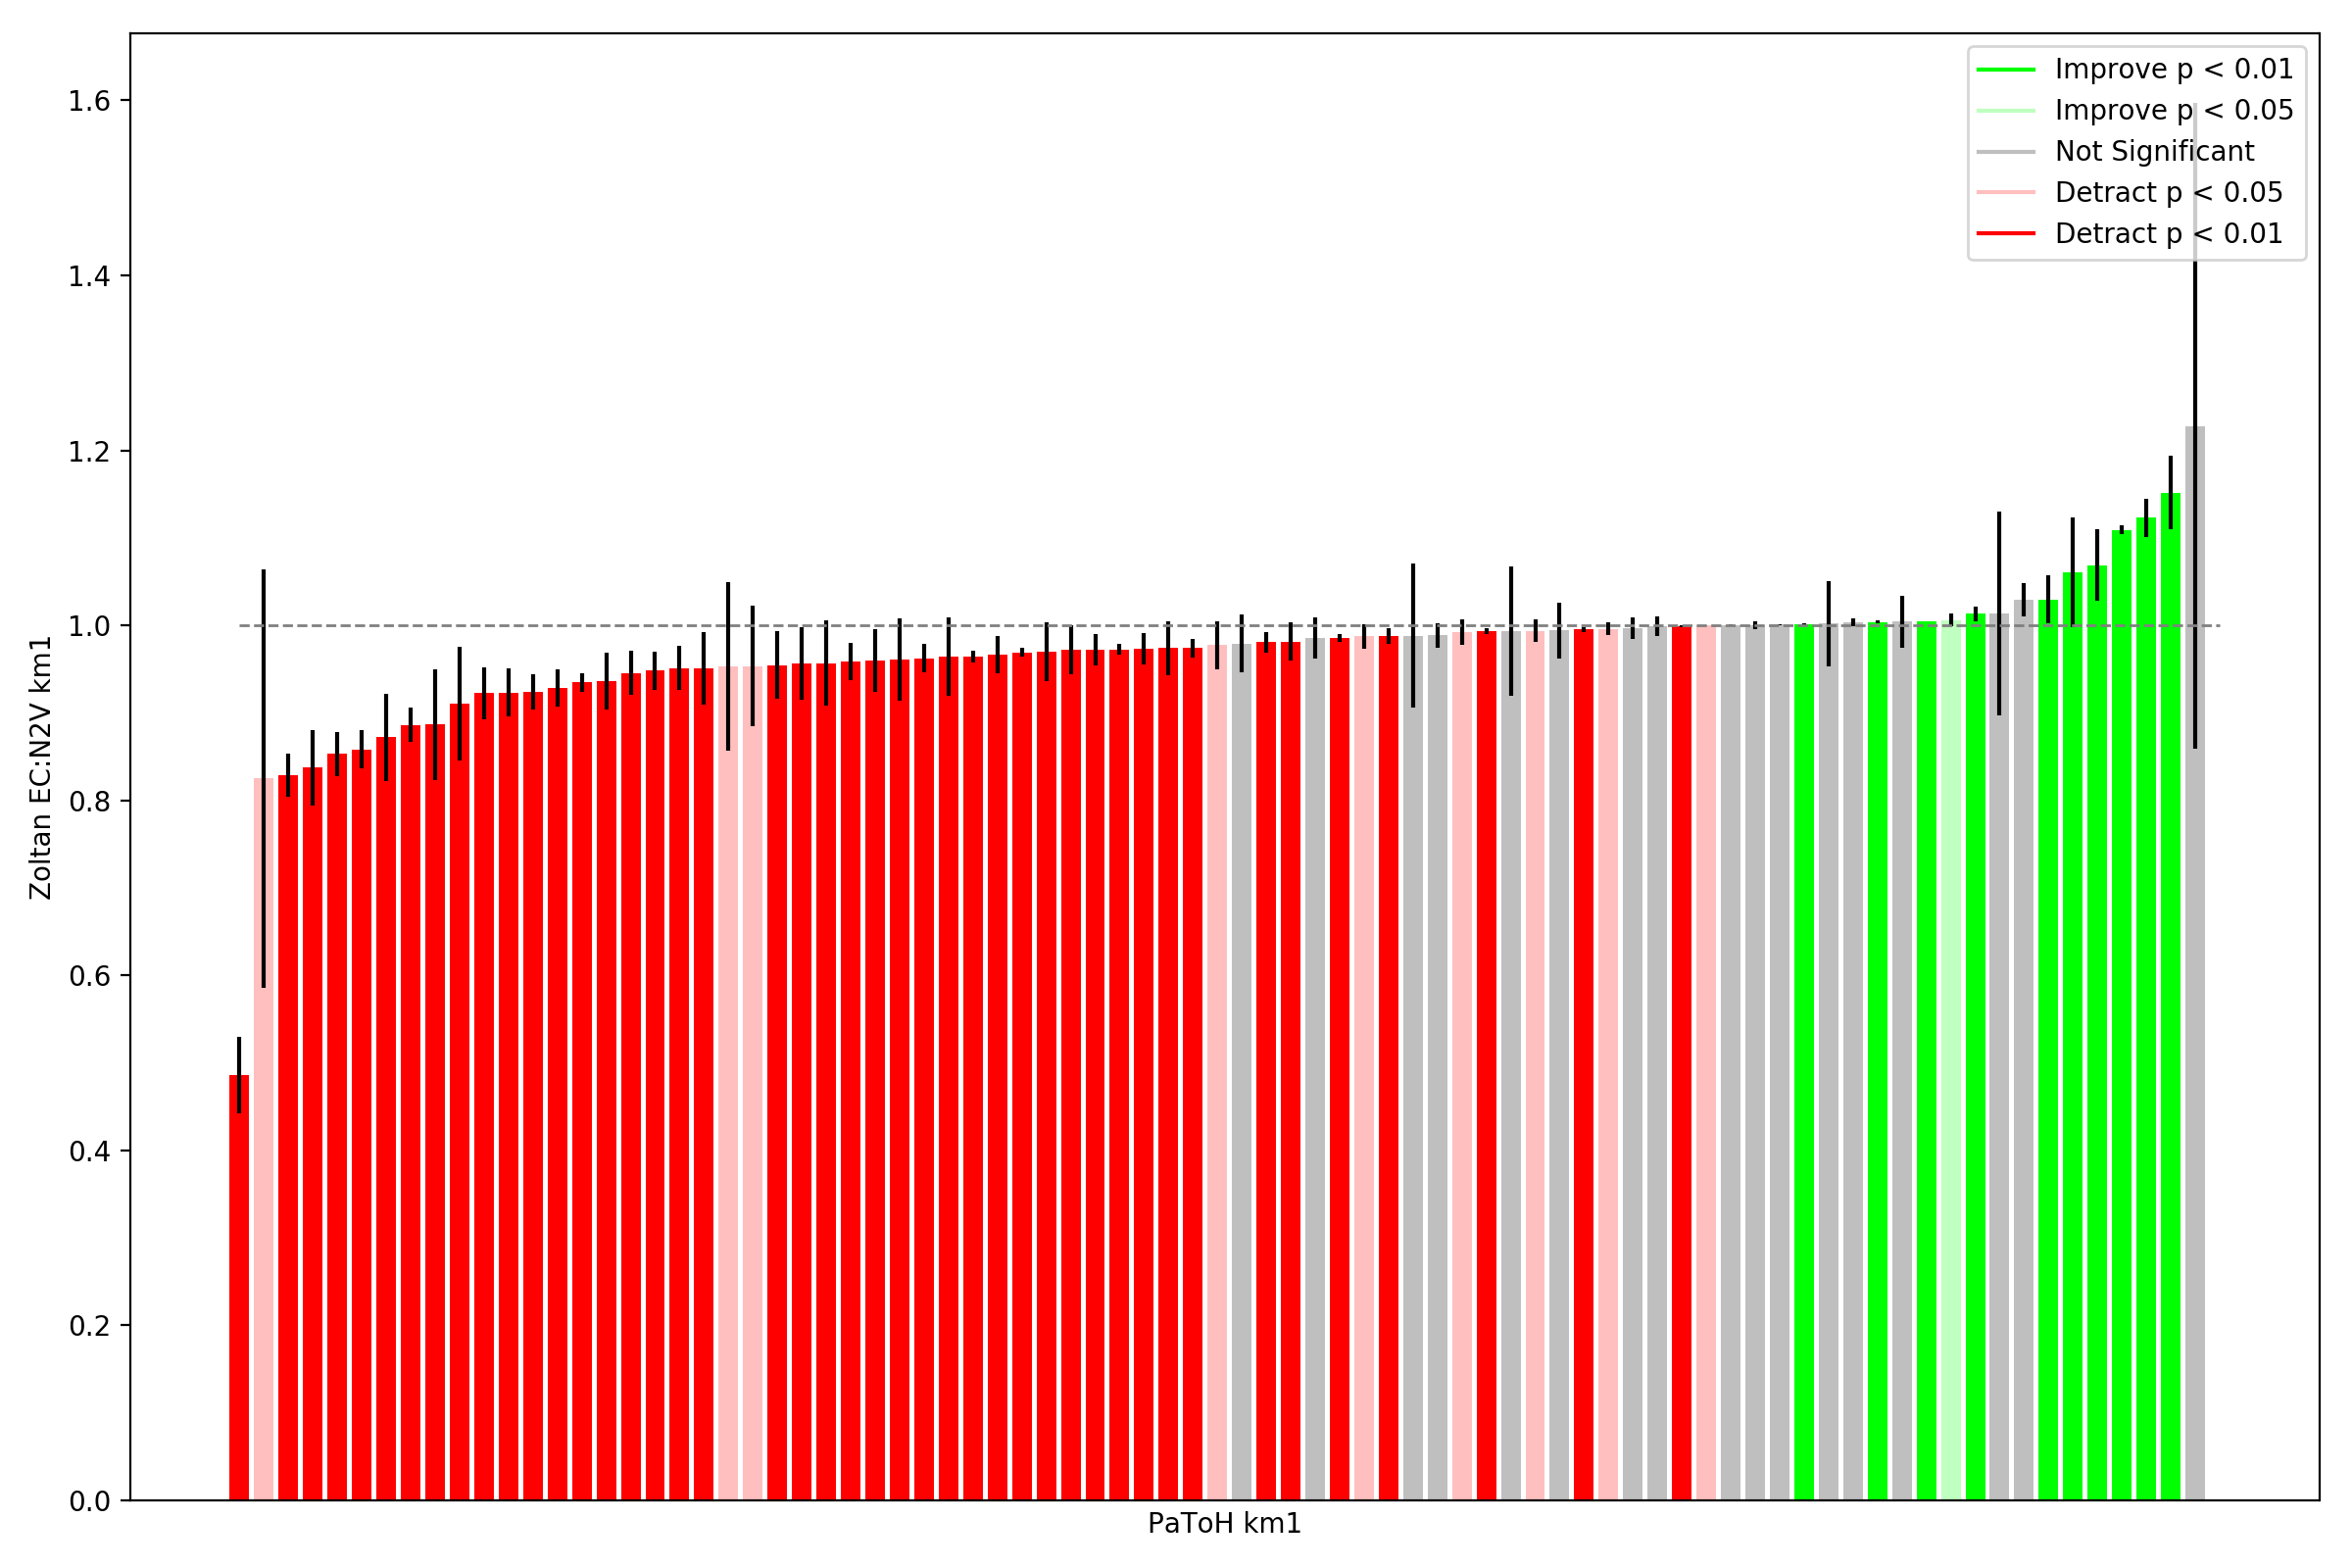 1.6
1.4
1.2
1.0
0.8
0.6
0.4
0.2
0.0
Zoltan EC:N2V km1
PaToH km1
Improve p < 0.01
Improve p < 0.05
Not Significant
Detract p < 0.05
Detract p < 0.01